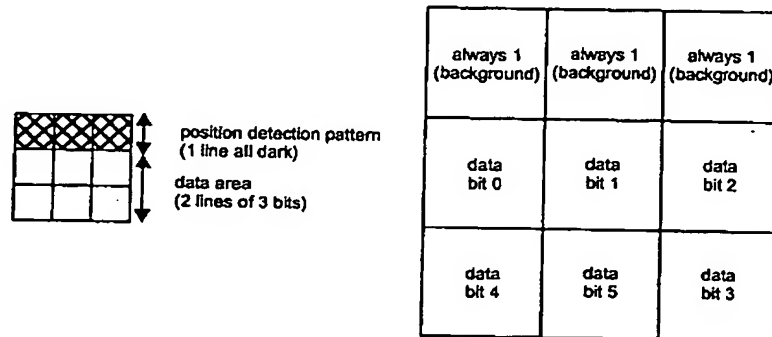 position detection pattern
(1 line all dark)
data area
(2 lines of 3 bits)
always 1
(background)
always 1
(background)
always 1
(background)
data
bit 0
data
bit 1
data
bit 2
data
bit 4
data
bit 5
data
bit 3